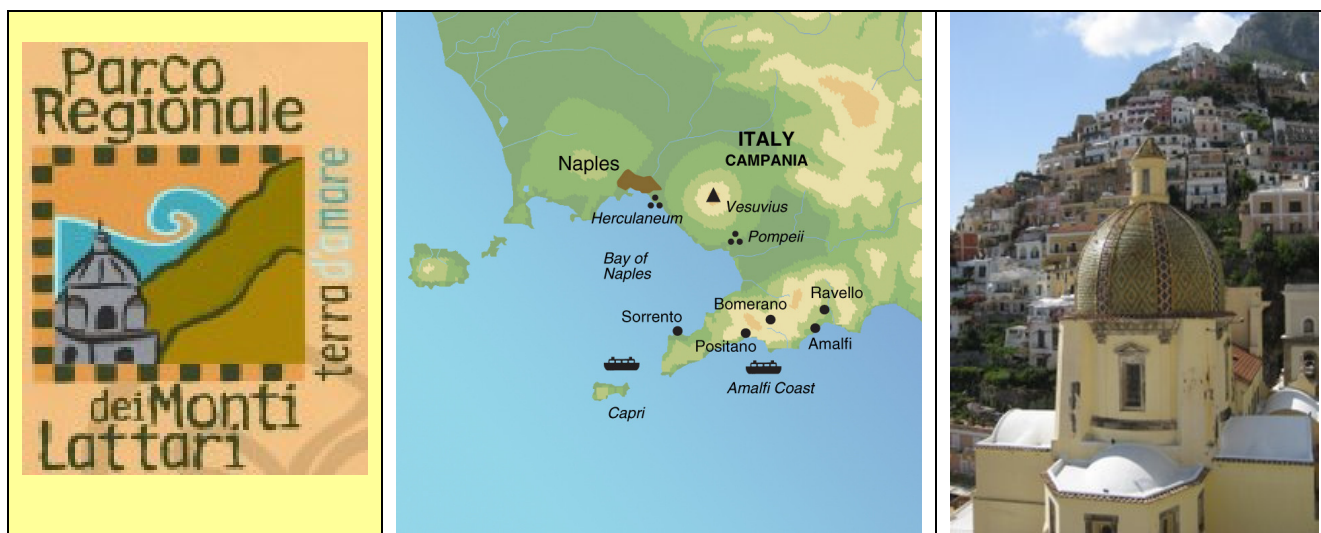 Parco
Regionale
terra d'amare
dei Monti
Lattari
ITALY
CAMPANIA
Naples
Vesuvius
Herculaneum
Pompeii
Bay of
Naples
Ravello
Bomerano
Sorrento
Positano
Amalfi
Amalfi Coast
Capri